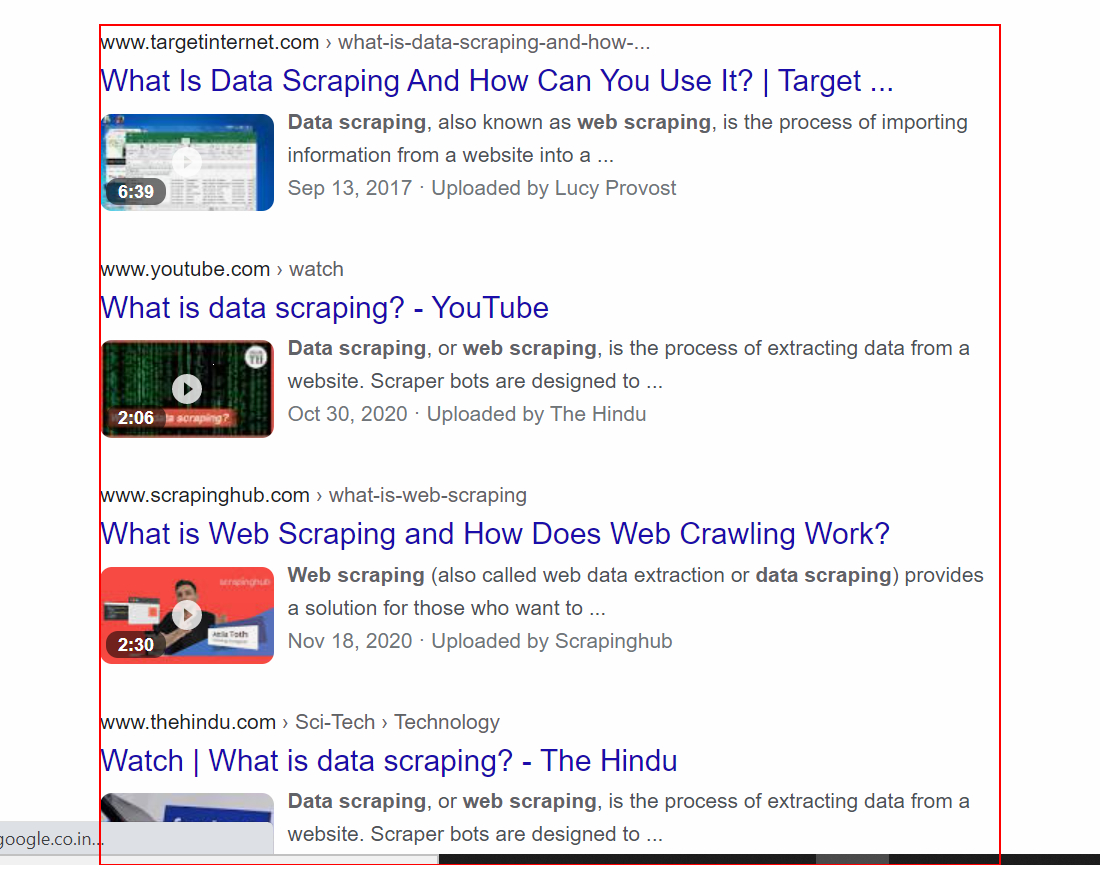 www.targetinternet.com › what-is-data-scraping-and-how-...
What Is Data Scraping And How Can You Use It? | Target ...
Data scraping, also known as web scraping, is the process of importing
information from a website into a ...
6:39
Sep 13, 2017 · Uploaded by Lucy Provost
www.youtube.com › watch
What is data scraping? - YouTube
Data scraping, or web scraping, is the process of extracting data from a
website. Scraper bots are designed to ...
2:06
data scraping?
Oct 30, 2020 · Uploaded by The Hindu
www.scrapinghub.com › what-is-web-scraping
What is Web Scraping and How Does Web Crawling Work?
Web scraping (also called web data extraction or data scraping) provides
scrapinghub
a solution for those who want to ...
Toth
2:30
Nov 18, 2020 · Uploaded by Scrapinghub
www.thehindu.com › Sci-Tech › Technology
Watch | What is data scraping? - The Hindu
Data scraping, or web scraping, is the process of extracting data from a
website. Scraper bots are designed to ...
google.co.in...